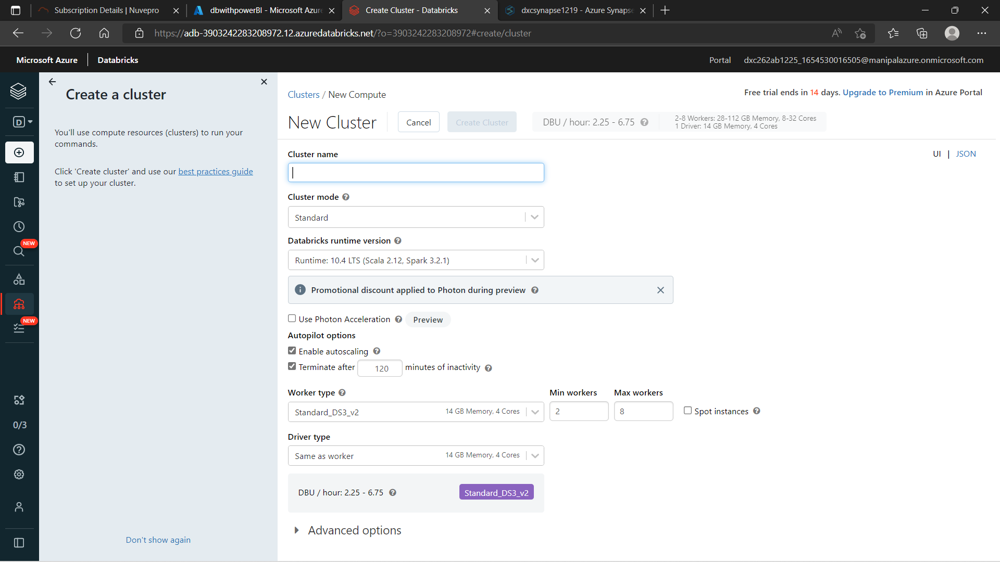 Subscription Details | Nuvepro
dbwithpowerBI - Microsoft Azure
Create Cluster - Databricks
dxcsynapse1219 - Azure Synapse
https://adb-3903242283208972.12.azuredatabricks.net/?o=3903242283208972#create/cluster
Microsoft Azure
Databricks
Portal
dxc262ab1225_1654530016505@manipalazure.onmicrosoft.com
D
NEW
NEW
0/3
Create a cluster
You'll use compute resources (clusters) to run your
commands.
Click 'Create cluster' and use our best practices guide
to set up your cluster.
Don't show again
Clusters / New Compute
Free trial ends in 14 days. Upgrade to Premium in Azure Portal
New Cluster
Cancel
Create Cluster
DBU / hour: 2.25 - 6.75
2-8 Workers: 28-112 GB Memory, 8-32 Cores
1 Driver: 14 GB Memory, 4 Cores
UI | JSON
Cluster name
Cluster mode
Standard
Databricks runtime version
Runtime: 10.4 LTS (Scala 2.12, Spark 3.2.1)
Promotional discount applied to Photon during preview
Use Photon Acceleration
Preview
Autopilot options
Enable autoscaling
Terminate after 120 minutes of inactivity
Worker type
Min workers
Max workers
Standard_DS3_v2
14 GB Memory, 4 Cores
2
8
Spot instances
Driver type
Same as worker
14 GB Memory, 4 Cores
DBU / hour: 2.25 - 6.75
Standard_DS3_v2
Advanced options